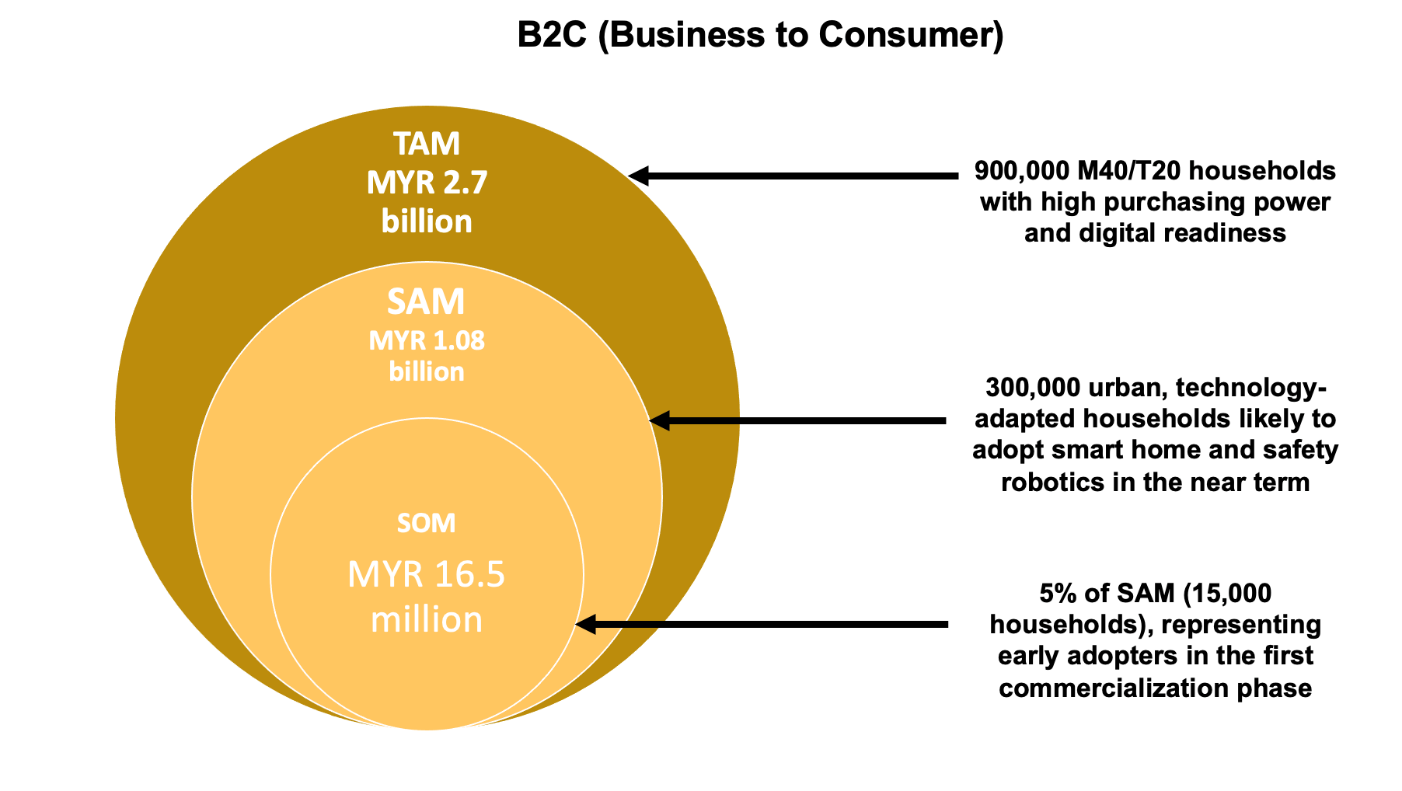 B2C (Business to Consumer)
TAM
MYR 2.7
billion
900,000 M40/T20 households
with high purchasing power
and digital readiness
SAM
MYR 1.08
billion
300,000 urban, technology-
adapted households likely to
adopt smart home and safety
robotics in the near term
SOM
MYR 16.5
million
5% of SAM (15,000
households), representing
early adopters in the first
commercialization phase